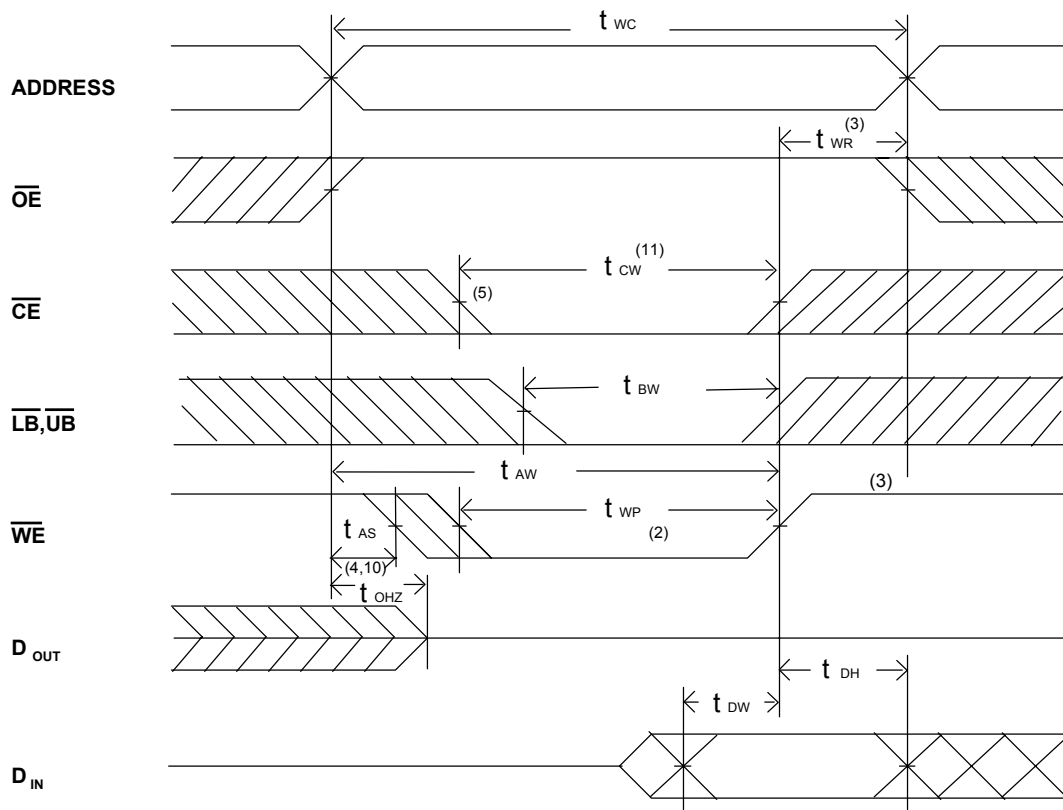 t WC
ADDRESS
t WR (3)
OE
t CW (11)
CE
(5)
t BW
LB,UB
t AW
(3)
t WP
WE
t AS
(2)
(4,10)
t OHZ
D OUT
t DH
t DW
D IN